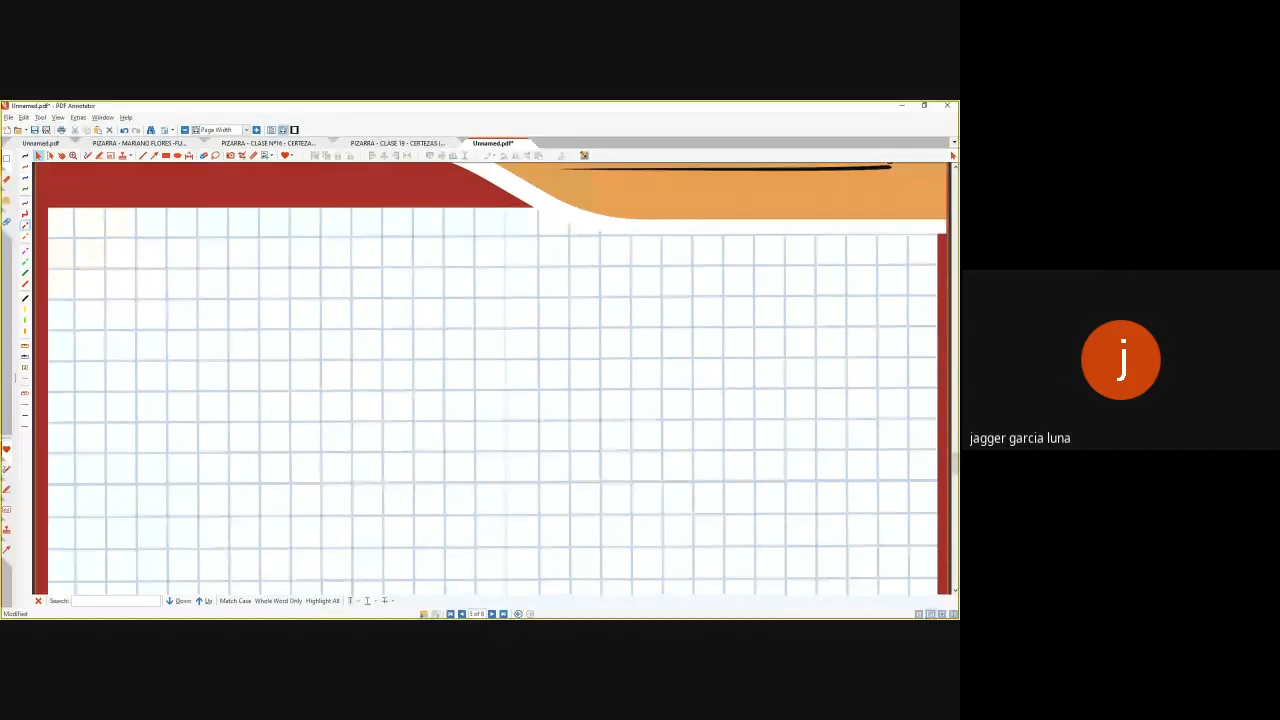 Unnamed.pdf* - PDF Annotator
File Edit Tool View Extras Window Help
Page Width
Unnamed.pdf
PIZARRA - MARIANO FLORES -FU...
PIZARRA - CLASE Nº16 - CERTEZA...
PIZARRA - CLASE 19 - CERTEZAS (...
Unnamed.pdf*
j
jagger garcia luna
Search: Down Up Match Case Whole Word Only Highlight All
Modified
5 of 6